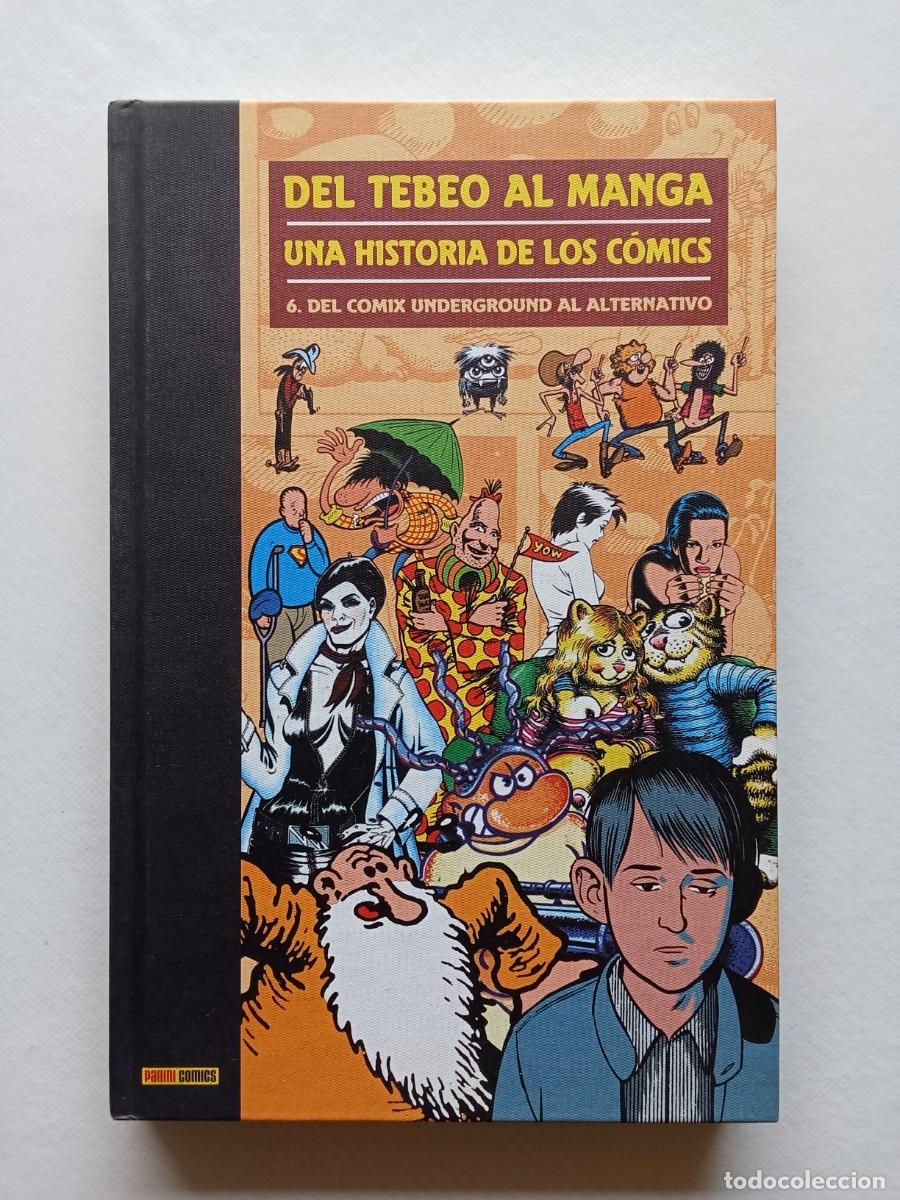 DEL TEBEO AL MANGA
UNA HISTORIA DE LOS CÓMICS
6. DEL COMIX UNDERGROUND AL ALTERNATIVO
YOW
PANINI COMICS
todocoleccion